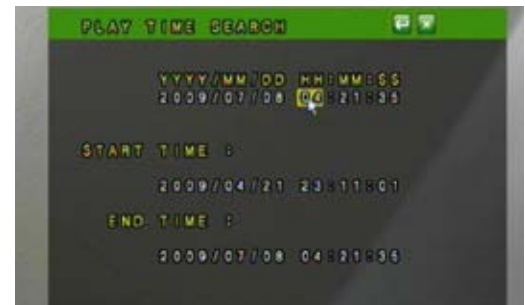 PLAY TIME SEARCH
YYYY/MM/DD HH:MM:SS
2009/07/08 04:21:35
START TIME :
2009/04/21 23:11:01
END TIME :
2009/07/08 04:21:35